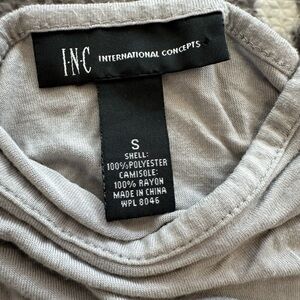 I·N·C INTERNATIONAL CONCEPTS
S
SHELL:
100%POLYESTER
CAMISOLE:
100% RAYON
MADE IN CHINA
WPL 8046